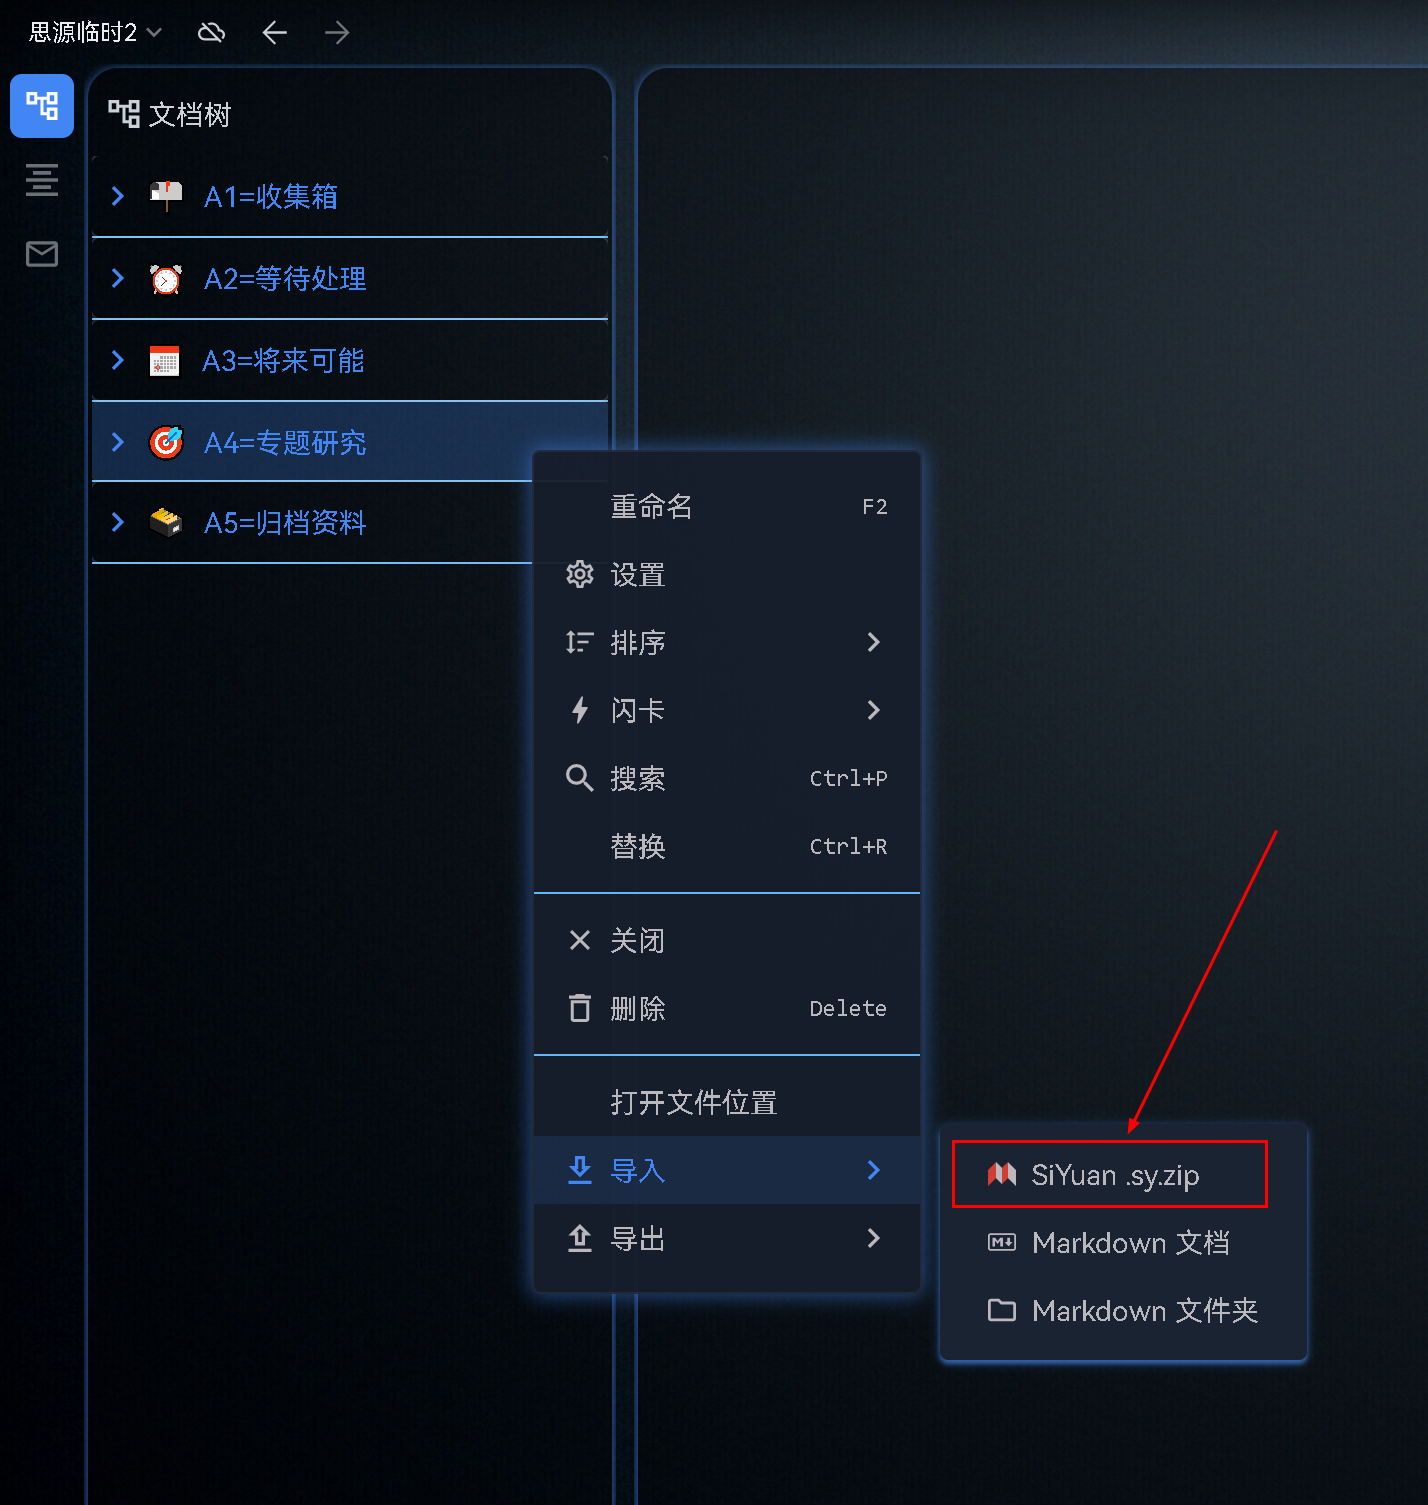 思源临时2
文档树
A1=收集箱
A2=等待处理
A3=将来可能
A4=专题研究
A5=归档资料
重命名 F2
设置
排序
闪卡
搜索 Ctrl+P
替换 Ctrl+R
关闭
删除 Delete
打开文件位置
导入
导出
SiYuan .sy.zip
Markdown 文档
Markdown 文件夹